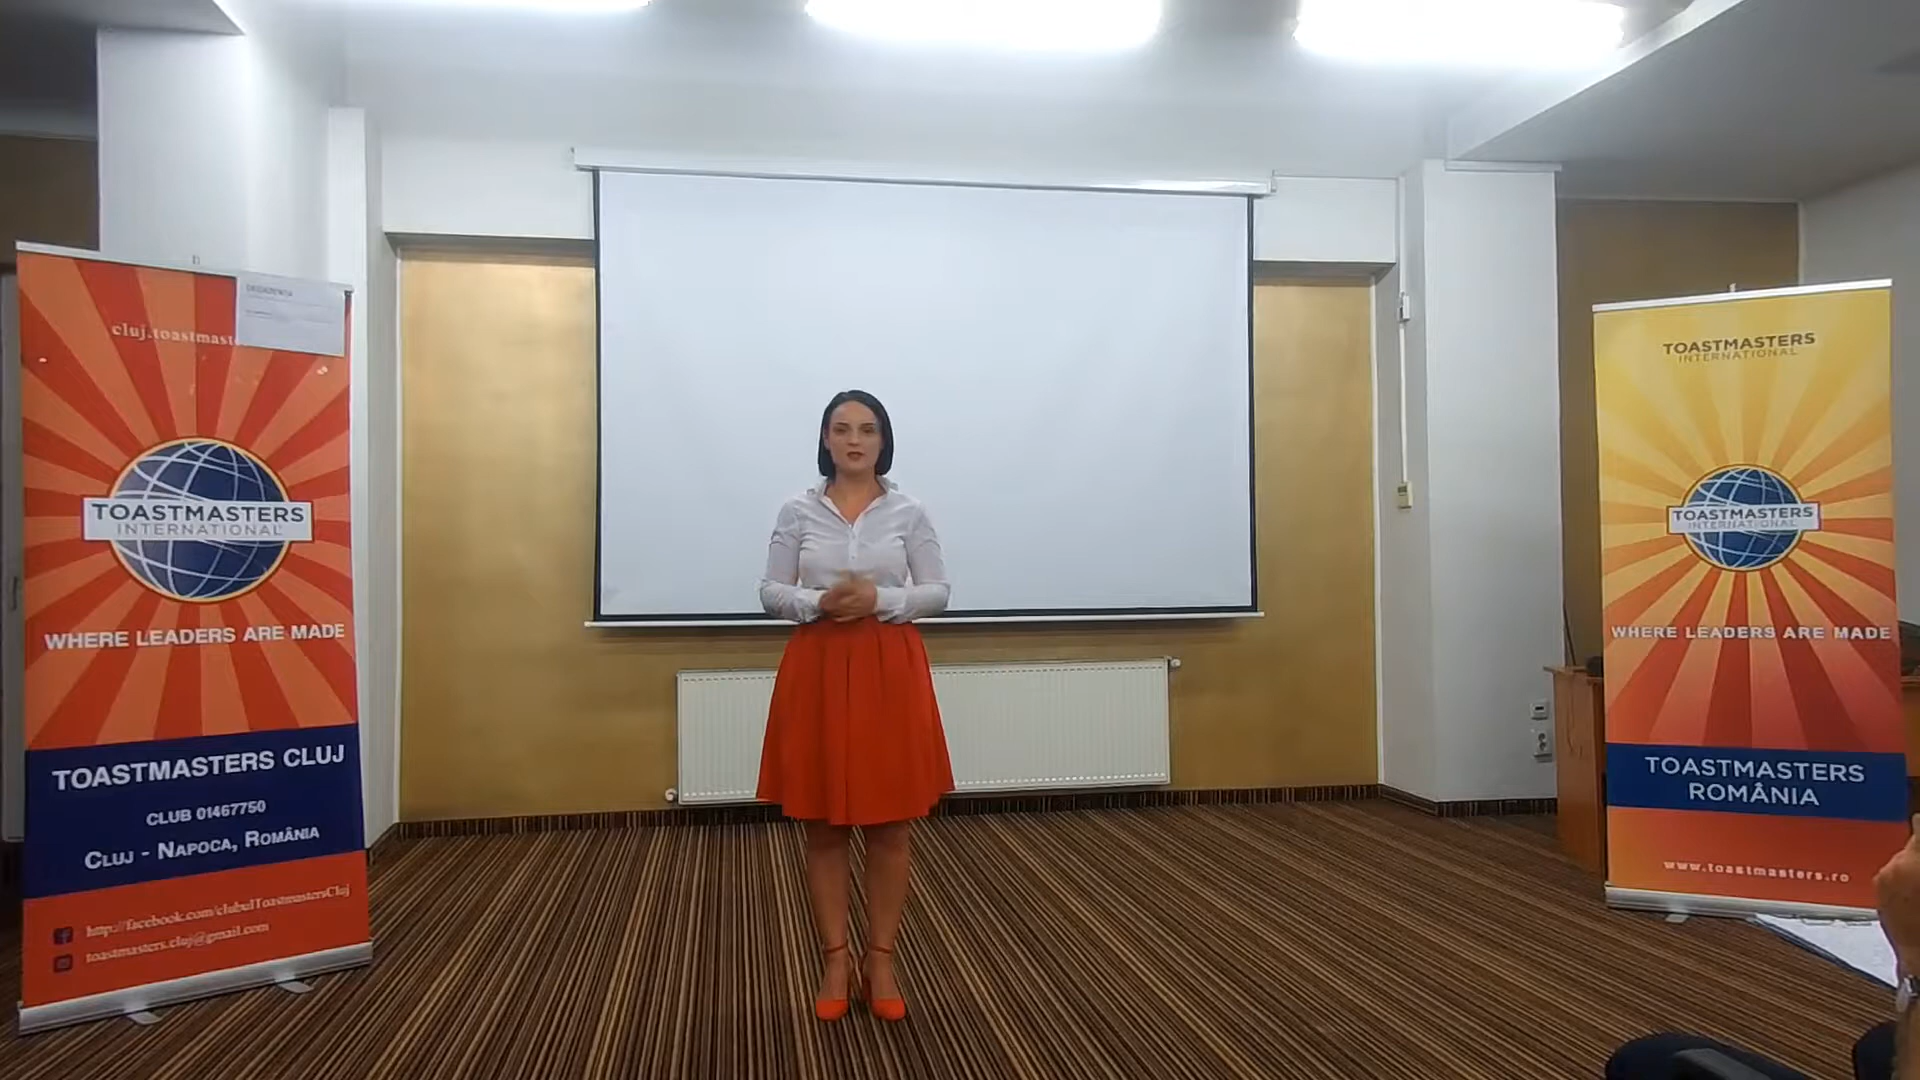 cluj.toastmast
TOASTMASTERS
INTERNATIONAL
WHERE LEADERS ARE MADE
TOASTMASTERS CLUJ
CLUB 01467750
CLUJ - NAPOCA, ROMÂNIA
http://facebook.com/clubulToastmastersCluj
toastmasters.cluj@gmail.com
TOASTMASTERS
INTERNATIONAL
TOASTMASTERS
INTERNATIONAL
WHERE LEADERS ARE MADE
TOASTMASTERS
ROMÂNIA
www.toastmasters.ro